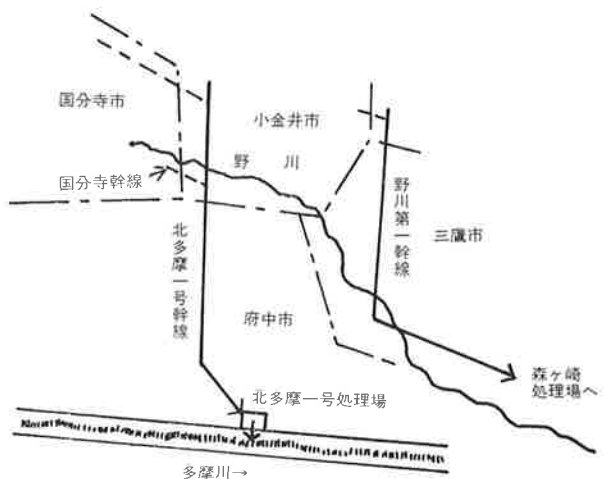 国分寺市
小金井市
野川
国分寺幹線
北多摩一号幹線
野川第一幹線
三鷹市
府中市
北多摩一号処理場
森ヶ崎
処理場へ
多摩川→